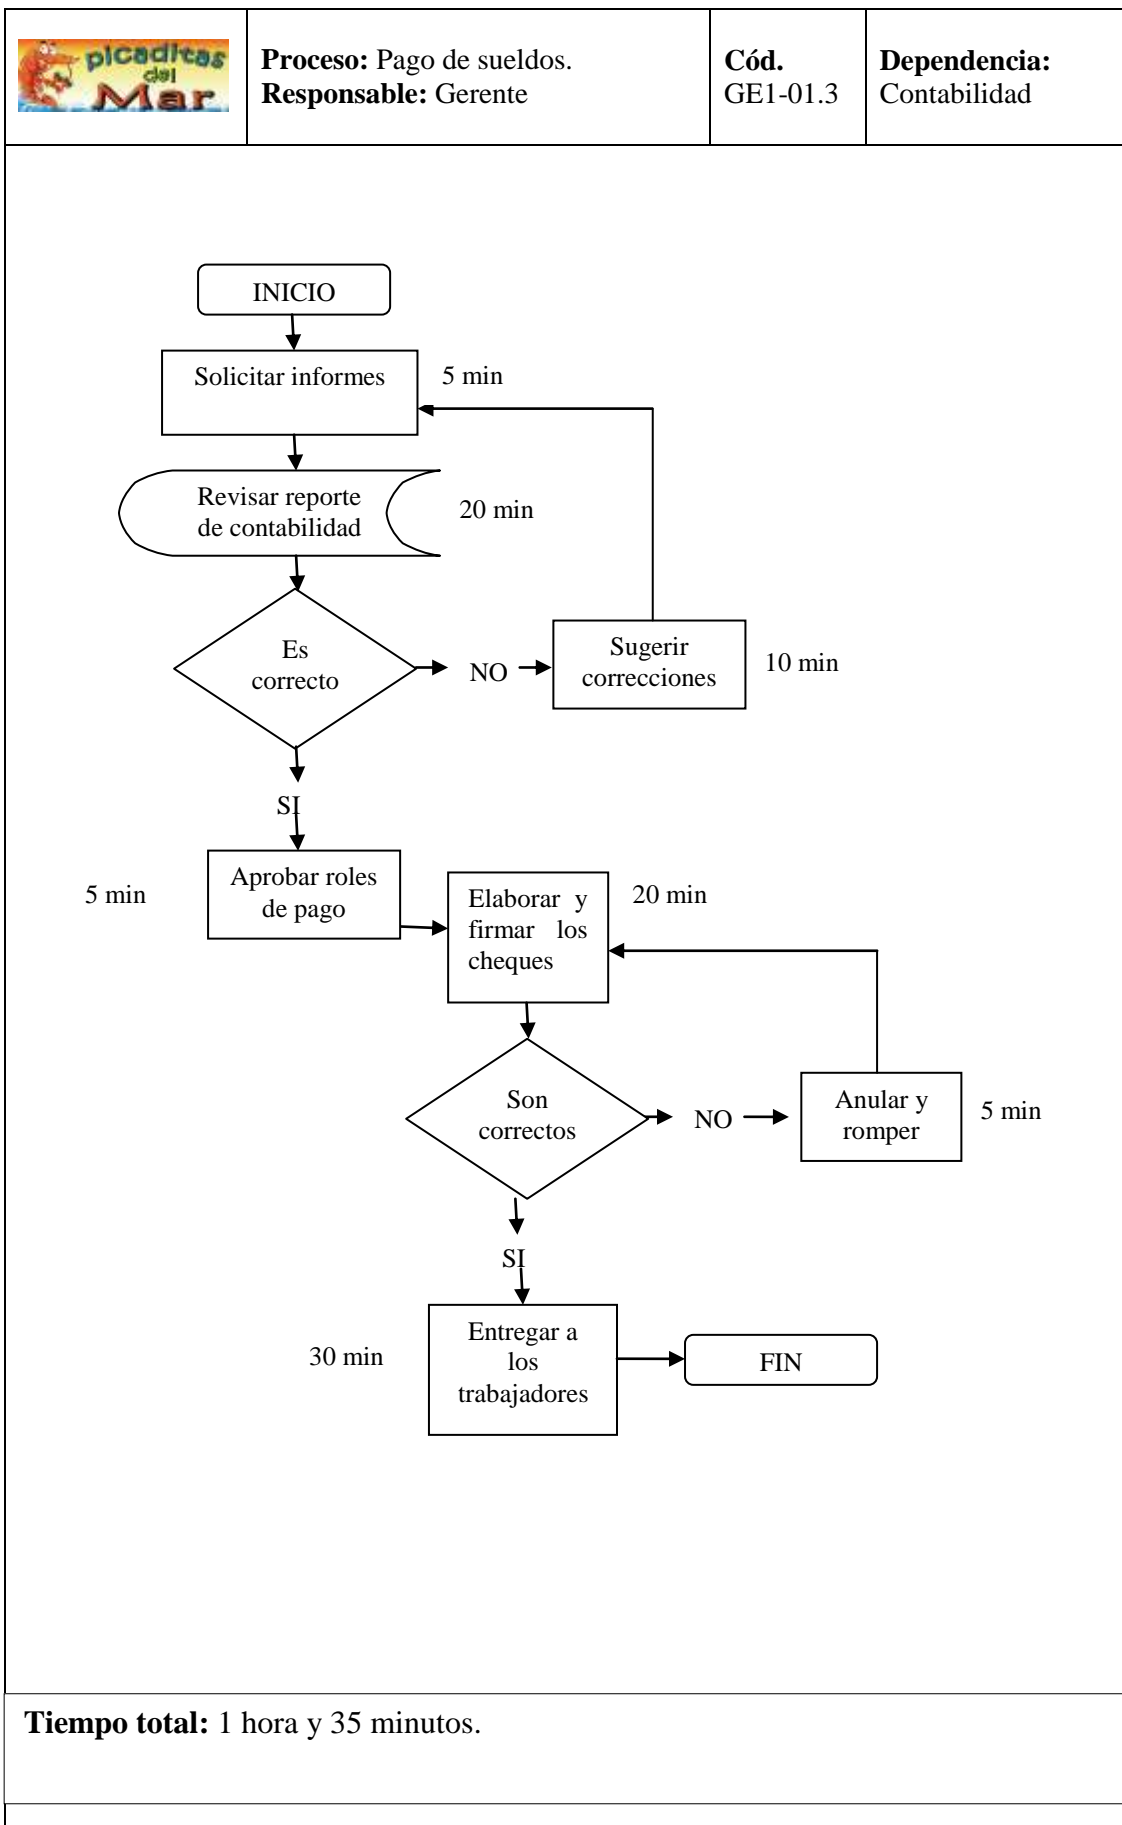 picaditas
del
Mar
Proceso: Pago de sueldos.
Responsable: Gerente
Cód.
GE1-01.3
Dependencia:
Contabilidad
INICIO
Solicitar informes
5 min
Revisar reporte
de contabilidad
20 min
Es
correcto
NO
Sugerir
correcciones
10 min
SI
5 min
Aprobar roles
de pago
Elaborar y
firmar los
cheques
20 min
Son
correctos
NO
Anular y
romper
5 min
SI
30 min
Entregar a
los
trabajadores
FIN
Tiempo total: 1 hora y 35 minutos.